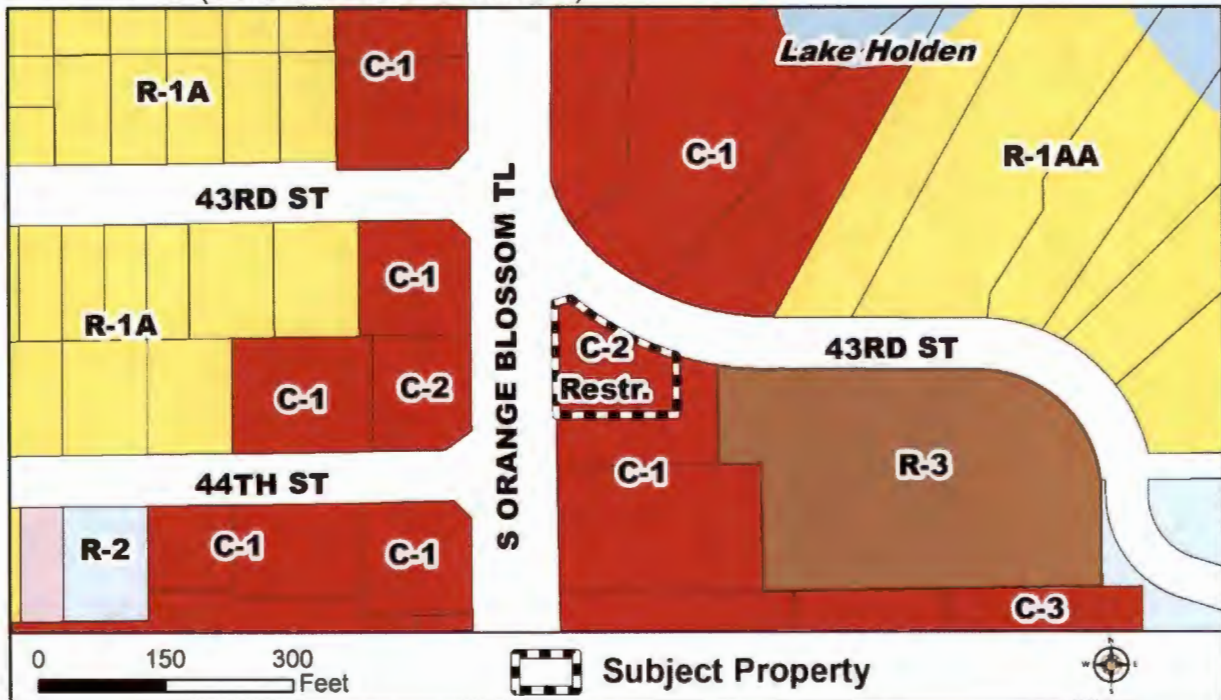 C-1
R-1A
Lake Holden
C-1
R-1AA
43RD ST
S ORANGE BLOSSOM TL
C-1
R-1A
C-2
Restr.
43RD ST
C-1
C-2
44TH ST
C-1
R-3
R-2
C-1
C-1
C-3
0 150 300
Feet
Subject Property
N
W E
S